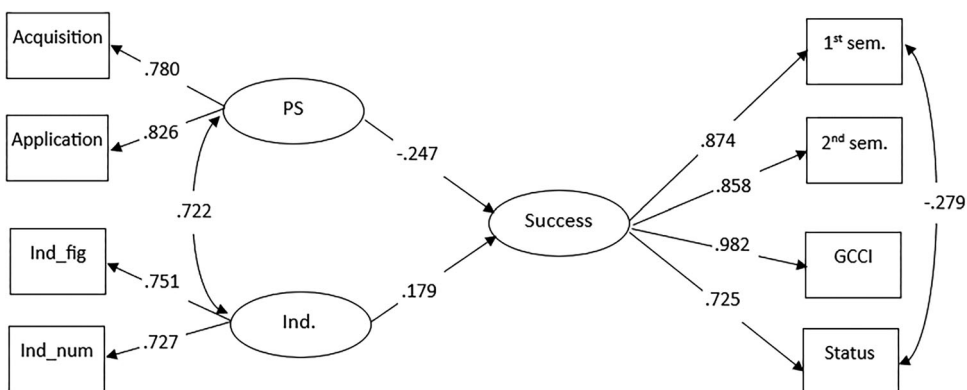 Acquisition
.780
PS
Application
.826
-.247
.722
Ind_fig
.751
Ind.
Ind_num
.727
.179
Success
.874
.858
.982
.725
1st sem.
2nd sem.
GCCI
Status
-.279